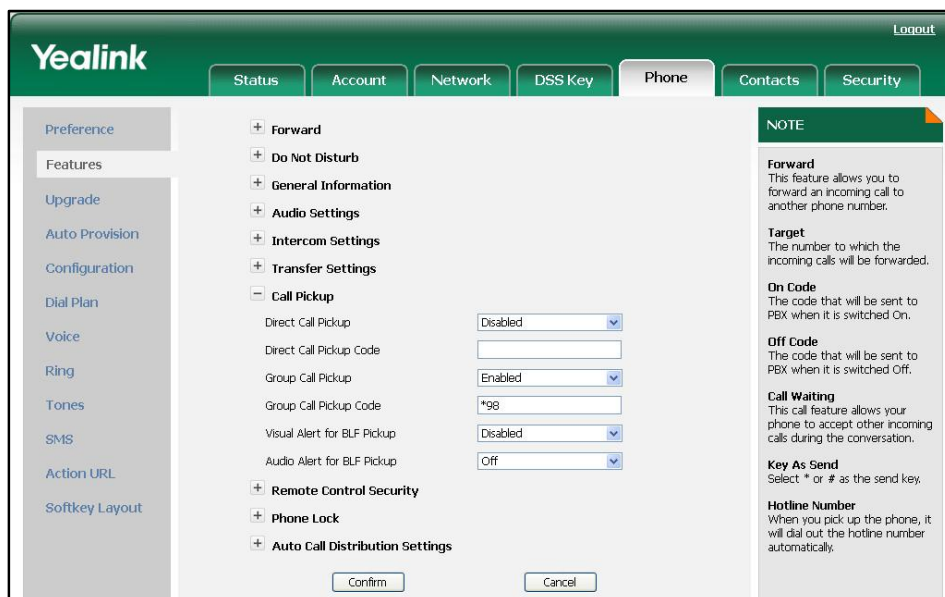 Logout
Yealink
Status
Account
Network
DSS Key
Phone
Contacts
Security
Preference
Features
Upgrade
Auto Provision
Configuration
Dial Plan
Voice
Ring
Tones
SMS
Action URL
Softkey Layout
+ Forward
+ Do Not Disturb
+ General Information
+ Audio Settings
+ Intercom Settings
+ Transfer Settings
− Call Pickup
Direct Call Pickup Disabled
Direct Call Pickup Code
Group Call Pickup Enabled
Group Call Pickup Code *98
Visual Alert for BLF Pickup Disabled
Audio Alert for BLF Pickup Off
+ Remote Control Security
+ Phone Lock
+ Auto Call Distribution Settings
Confirm
Cancel
NOTE
Forward
This feature allows you to
forward an incoming call to
another phone number.
Target
The number to which the
incoming calls will be forwarded.
On Code
The code that will be sent to
PBX when it is switched On.
Off Code
The code that will be sent to
PBX when it is switched Off.
Call Waiting
This call feature allows your
phone to accept other incoming
calls during the conversation.
Key As Send
Select * or # as the send key.
Hotline Number
When you pick up the phone, it
will dial out the hotline number
automatically.